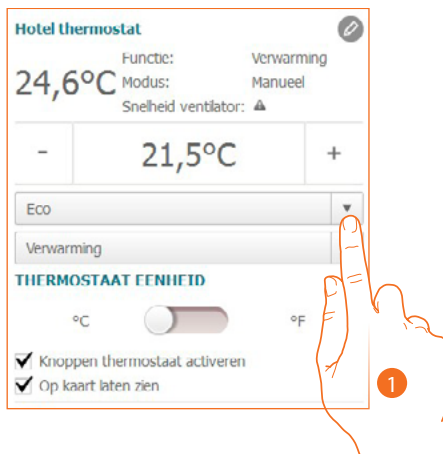 Hotel thermostat
24,6°C
Functie: Verwarming
Modus: Manueel
Snelheid ventilator:
- 21,5°C +
Eco
Verwarming
THERMOSTAAT EENHEID
°C °F
Knoppen thermostaat activeren
Op kaart laten zien
1